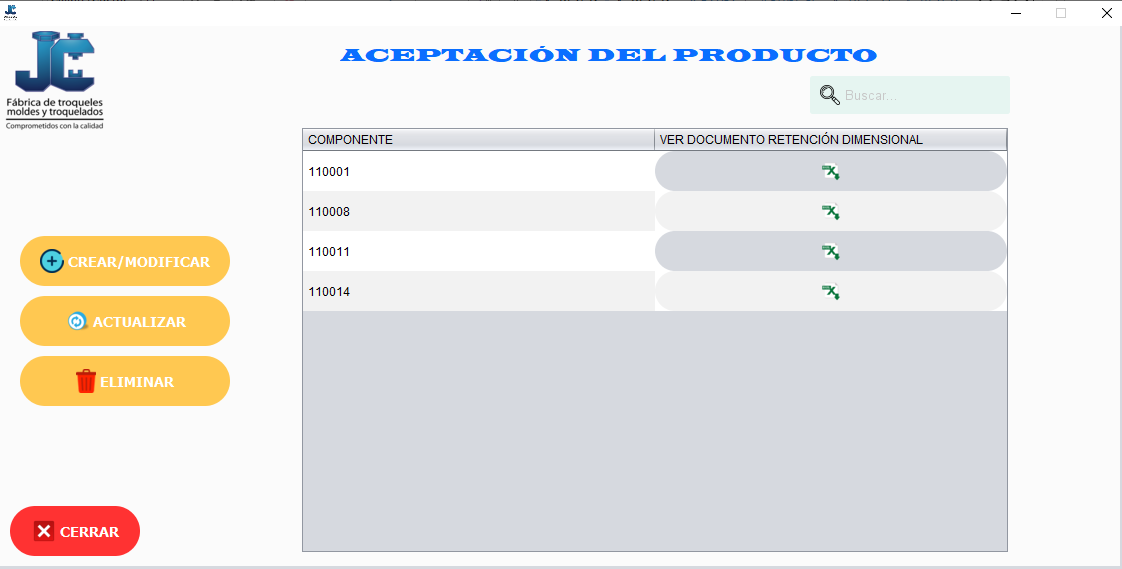 ACEPTACIÓN DEL PRODUCTO
JC
Fábrica de troqueles
moldes y troquelados
Comprometidos con la calidad
Buscar...
COMPONENTE VER DOCUMENTO RETENCIÓN DIMENSIONAL
110001
110008
110011
110014
CREAR/MODIFICAR
ACTUALIZAR
ELIMINAR
CERRAR